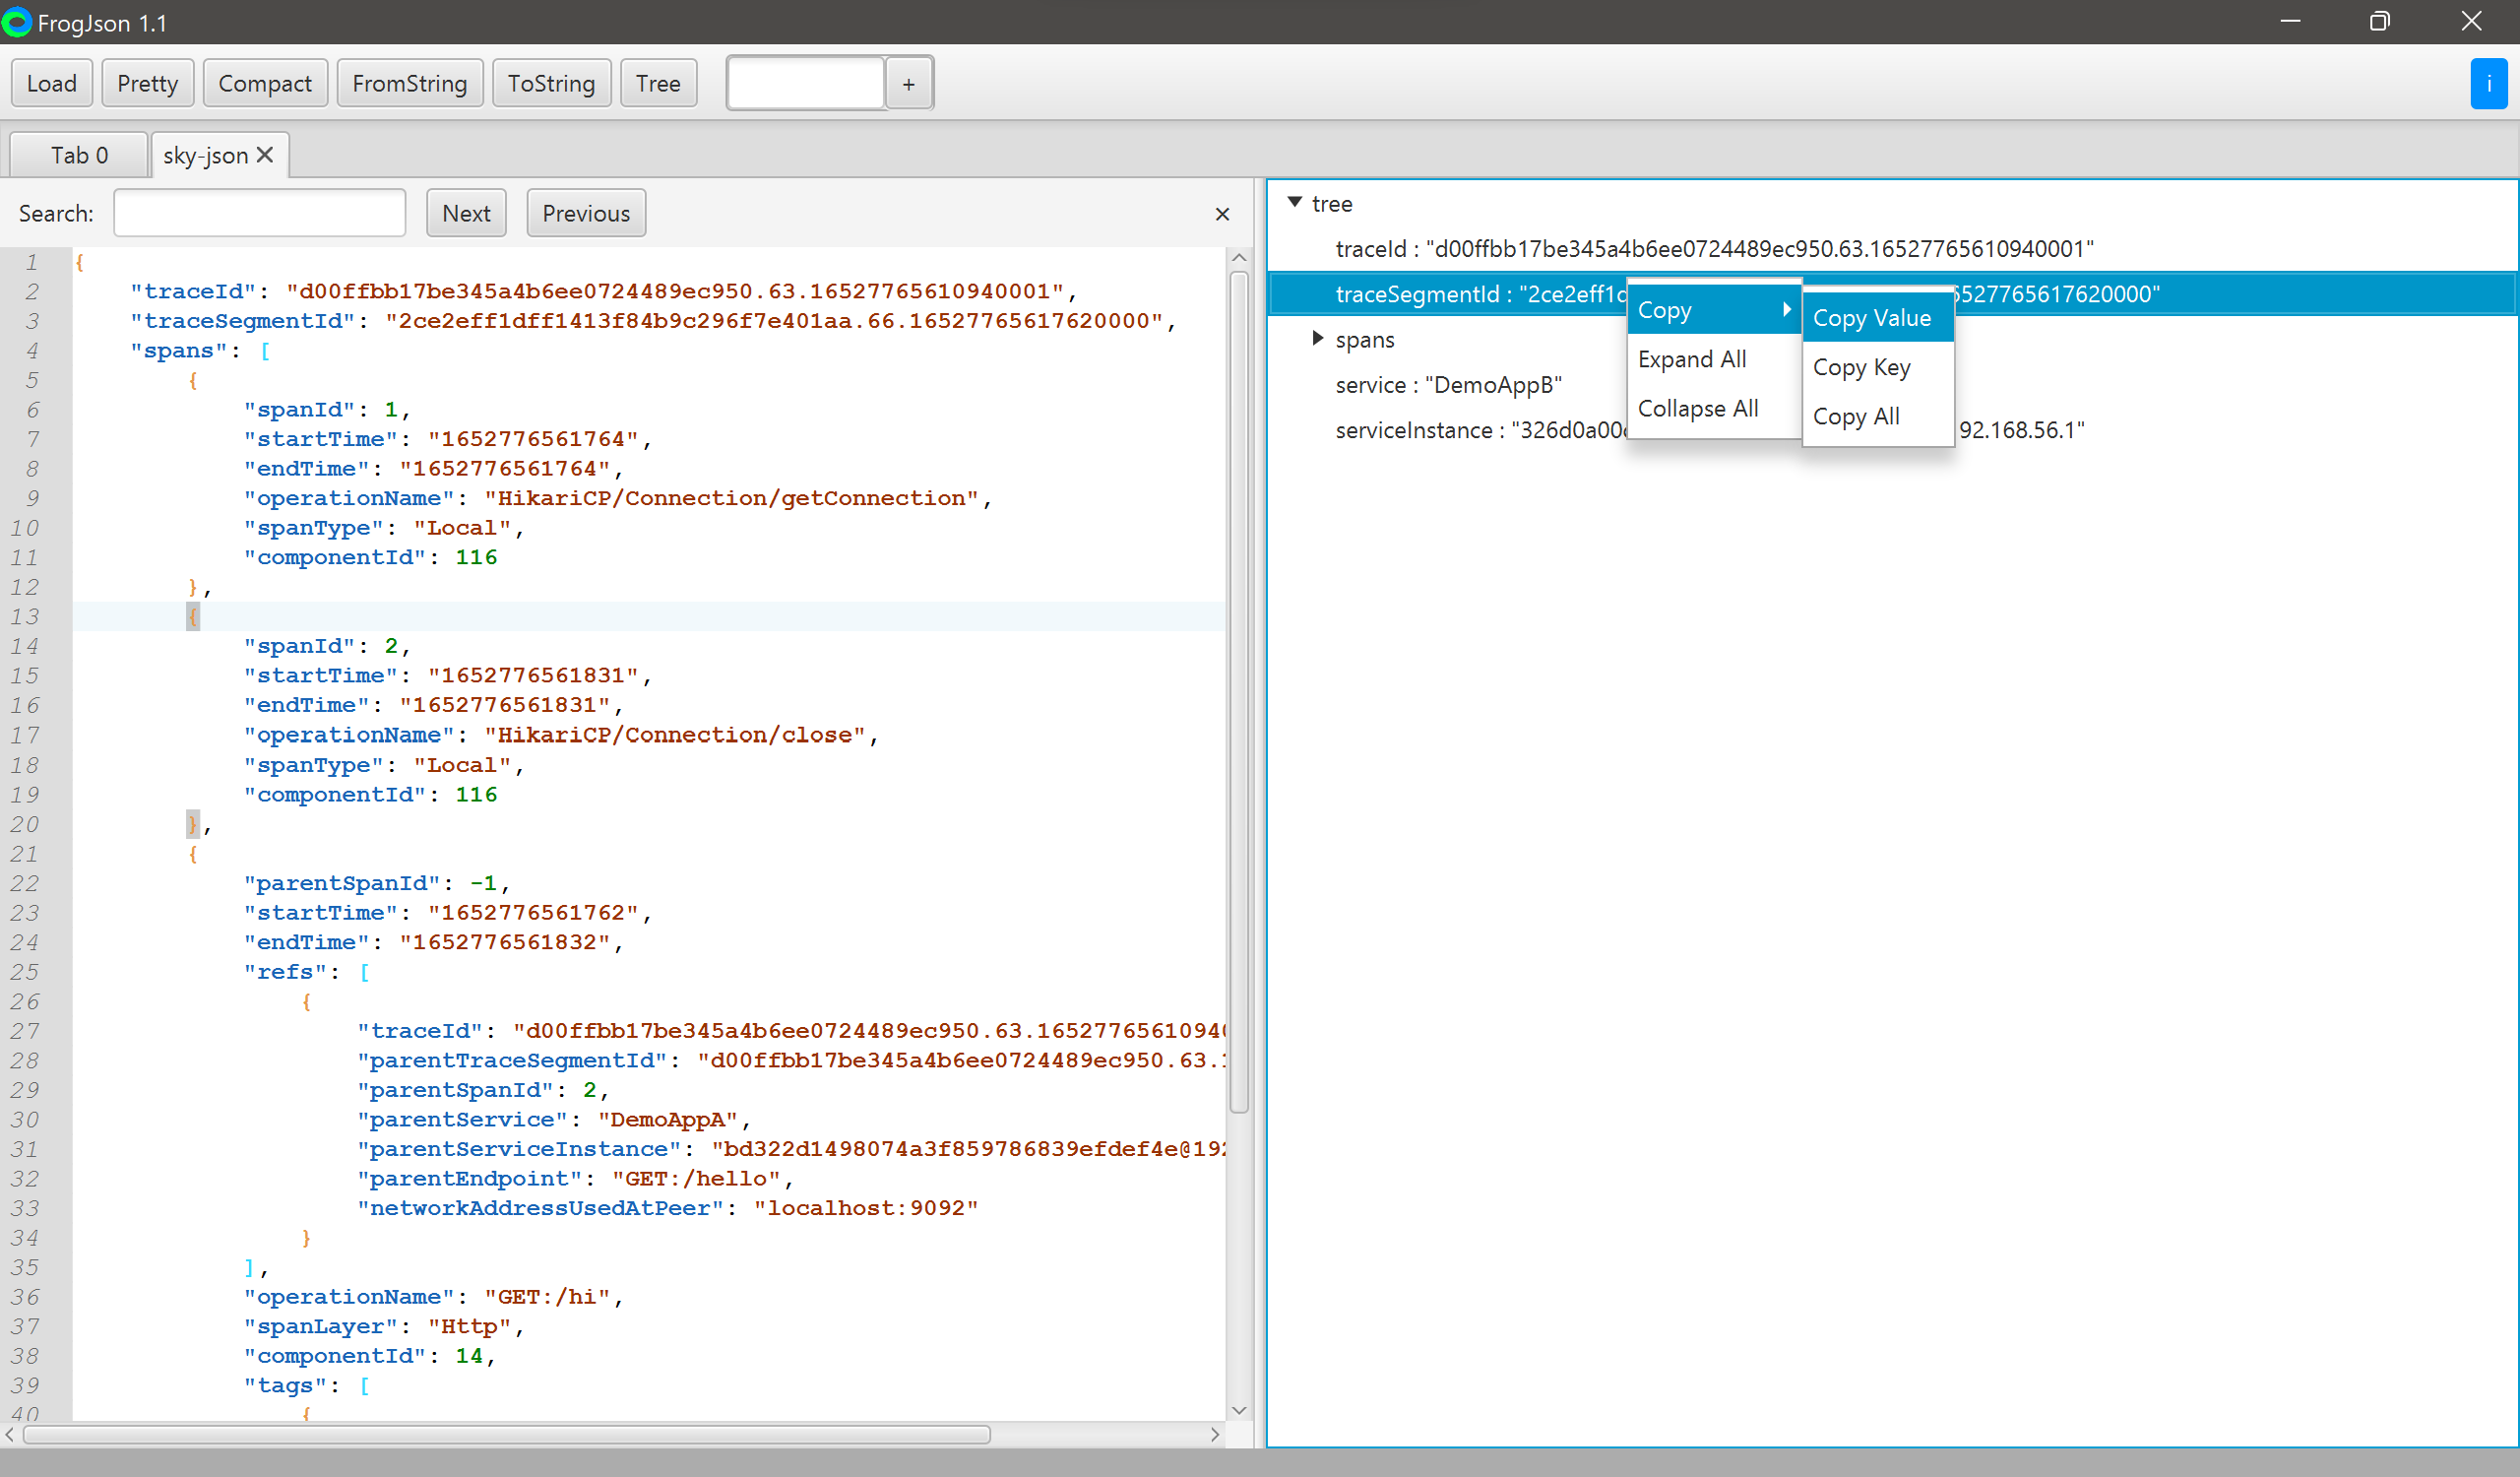 FrogJson 1.1
Load Pretty Compact FromString ToString Tree + i
Tab 0 sky-json
Search: Next Previous
1 {
2 "traceId": "d00ffbb17be345a4b6ee0724489ec950.63.16527765610940001",
3 "traceSegmentId": "2ce2eff1dff1413f84b9c296f7e401aa.66.16527765617620000",
4 "spans": [
5 {
6 "spanId": 1,
7 "startTime": "1652776561764",
8 "endTime": "1652776561764",
9 "operationName": "HikariCP/Connection/getConnection",
10 "spanType": "Local",
11 "componentId": 116
12 },
13 {
14 "spanId": 2,
15 "startTime": "1652776561831",
16 "endTime": "1652776561831",
17 "operationName": "HikariCP/Connection/close",
18 "spanType": "Local",
19 "componentId": 116
20 },
21 {
22 "parentSpanId": -1,
23 "startTime": "1652776561762",
24 "endTime": "1652776561832",
25 "refs": [
26 {
27 "traceId": "d00ffbb17be345a4b6ee0724489ec950.63.16527765610940
28 "parentTraceSegmentId": "d00ffbb17be345a4b6ee0724489ec950.63.1
29 "parentSpanId": 2,
30 "parentService": "DemoAppA",
31 "parentServiceInstance": "bd322d1498074a3f859786839efdef4e@192
32 "parentEndpoint": "GET:/hello",
33 "networkAddressUsedAtPeer": "localhost:9092"
34 }
35 ],
36 "operationName": "GET:/hi",
37 "spanLayer": "Http",
38 "componentId": 14,
39 "tags": [
40 {
tree
traceId : "d00ffbb17be345a4b6ee0724489ec950.63.16527765610940001"
traceSegmentId : "2ce2eff1d 6527765617620000"
spans
service : "DemoAppB"
serviceInstance : "326d0a00 92.168.56.1"
Copy
Expand All
Collapse All
Copy Value
Copy Key
Copy All